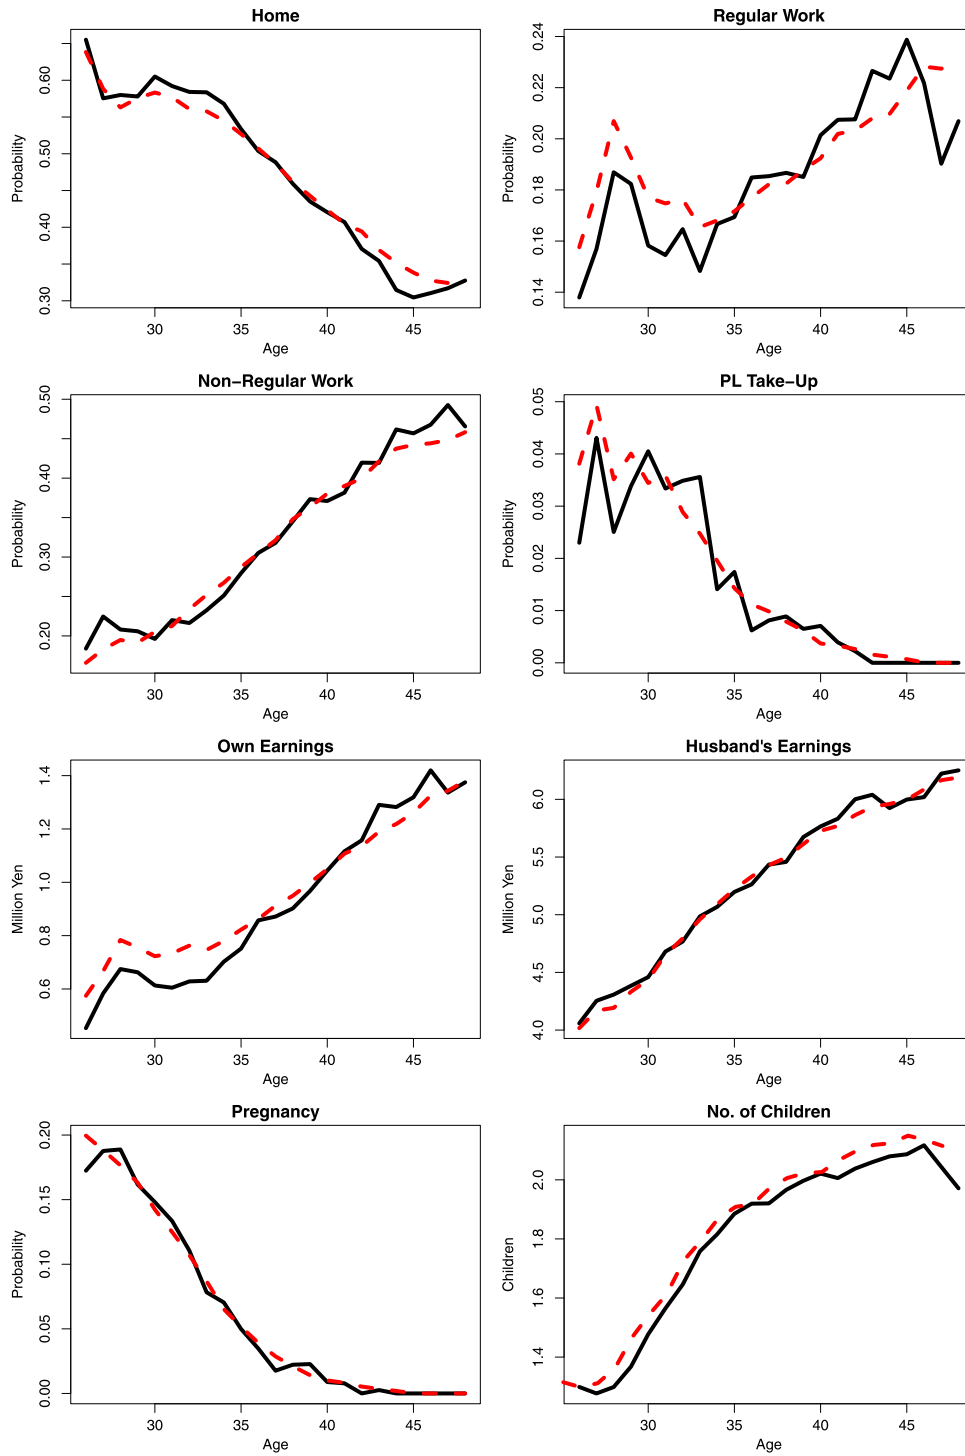 Home
Probability
0.30
0.40
0.50
0.60
30
35
40
45
Age
Regular Work
Probability
0.14
0.16
0.18
0.20
0.22
0.24
30
35
40
45
Age
Non−Regular Work
Probability
0.20
0.30
0.40
0.50
30
35
40
45
Age
PL Take−Up
Probability
0.00
0.01
0.02
0.03
0.04
0.05
30
35
40
45
Age
Own Earnings
Million Yen
0.6
0.8
1.0
1.2
1.4
30
35
40
45
Age
Husband's Earnings
Million Yen
4.0
4.5
5.0
5.5
6.0
30
35
40
45
Age
Pregnancy
Probability
0.00
0.05
0.10
0.15
0.20
30
35
40
45
Age
No. of Children
Children
1.4
1.6
1.8
2.0
30
35
40
45
Age